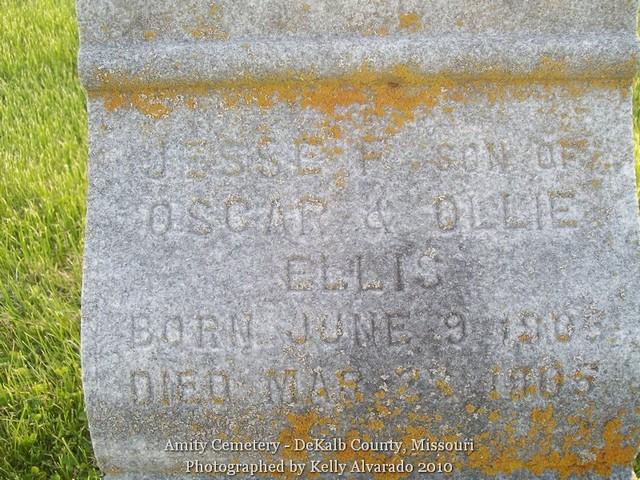 JESSE F. SON OF
OSCAR & OLLIE
ELLIS
BORN JUNE 9
DIED MAR. 1905
Amity Cemetery - DeKalb County, Missouri
Photographed by Kelly Alvarado 2010